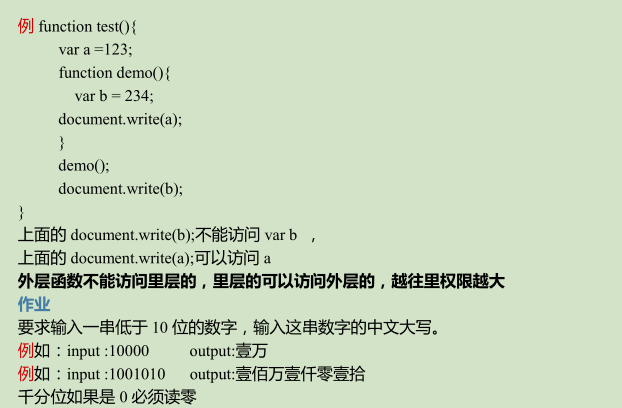 例 function test(){
var a =123;
function demo(){
var b = 234;
document.write(a);
}
demo();
document.write(b);
}
上面的 document.write(b);不能访问 var b ，
上面的 document.write(a);可以访问 a
外层函数不能访问里层的，里层的可以访问外层的，越往里权限越大
作业
要求输入一串低于 10 位的数字，输入这串数字的中文大写。
例如：input :10000 output:壹万
例如：input :1001010 output:壹佰万壹仟零壹拾
千分位如果是 0 必须读零